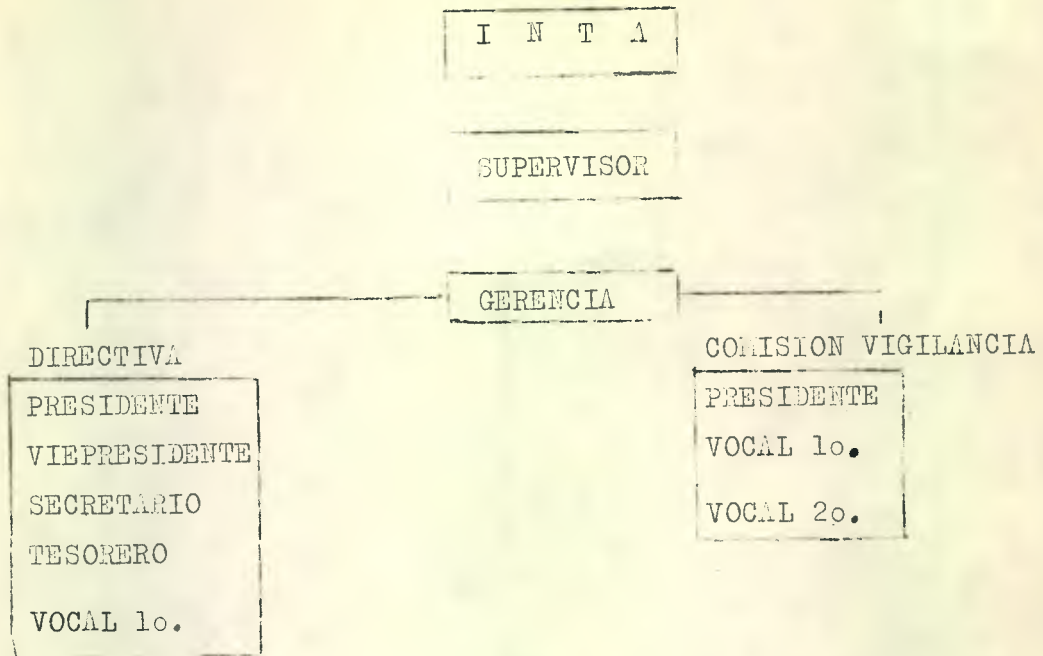 I N T A
SUPERVISOR
GERENCIA
DIRECTIVA
PRESIDENTE
VIEPRESIDENTE
SECRETARIO
TESORERO
VOCAL 1o.
COMISION VIGILANCIA
PRESIDENTE
VOCAL 1o.
VOCAL 2o.